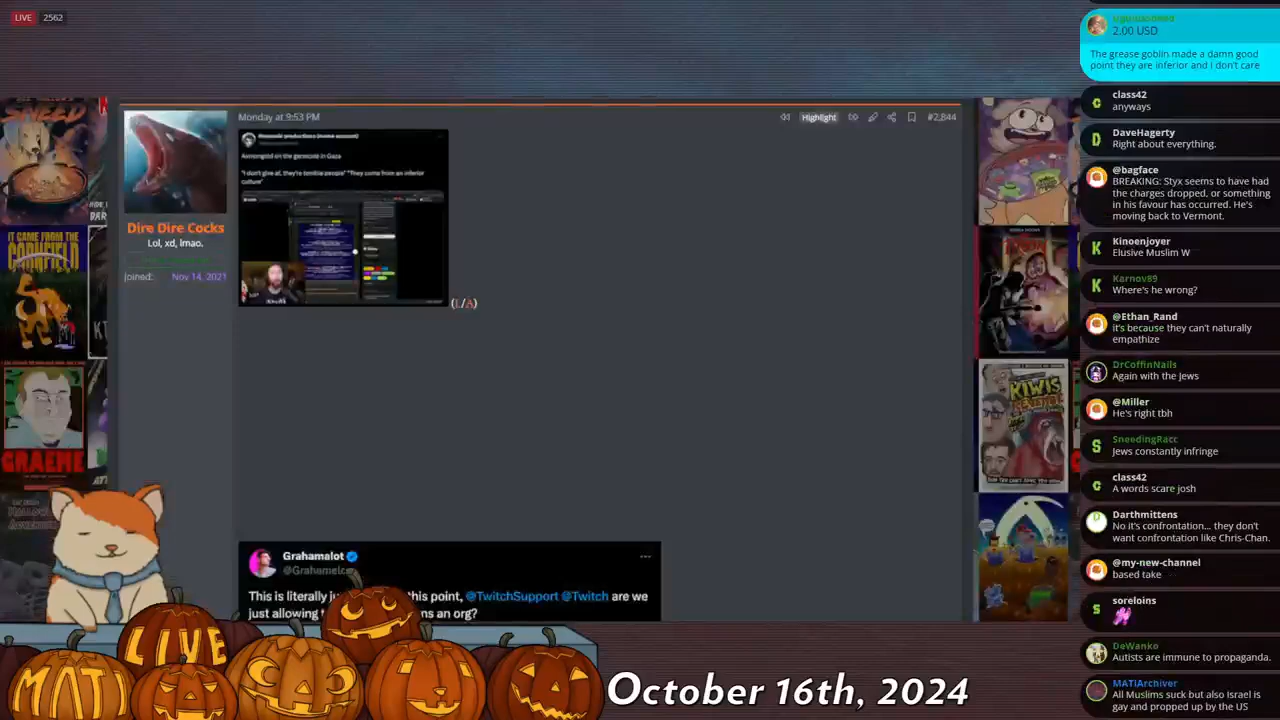 LIVE 2562
2.00 USD
The grease goblin made a damn good
point they are inferior and I don't care
class42
anyways
DaveHagerty
Right about everything.
@bagface
BREAKING: Styx seems to have had
the charges dropped, or something
in his favour has occurred. He's
moving back to Vermont.
Kinoenjoyer
Elusive Muslim W
Karnov89
Where's he wrong?
@Ethan_Rand
it's because they can't naturally
empathize
DrCoffinNails
Again with the Jews
@Miller
He's right tbh
SneedingRacc
Jews constantly infringe
class42
A words scare josh
Darthmittens
No it's confrontation... they don't
want confrontation like Chris-Chan.
@my-new-channel
based take
soreloins
DeWanko
Autists are immune to propaganda.
MATIArchiver
All Muslims suck but also Israel is
gay and propped up by the US
Monday at 9:53 PM
Highlight
#2,844
Dire Dire Cocks
Lol, xd, lmao.
Joined: Nov 14, 2021
Asmongold on the genocide in Gaza
"I don't give af, they're terrible people" "They come from an inferior
culture"
(L/A)
Grahamalot
This is literally this point, @TwitchSupport @Twitch are we
just allowing an org?
SNEED
IT CAME FROM THE
CORNFIELD
GRAEME
KIWIS
REVENGE
LIVE
MATI
October 16th, 2024